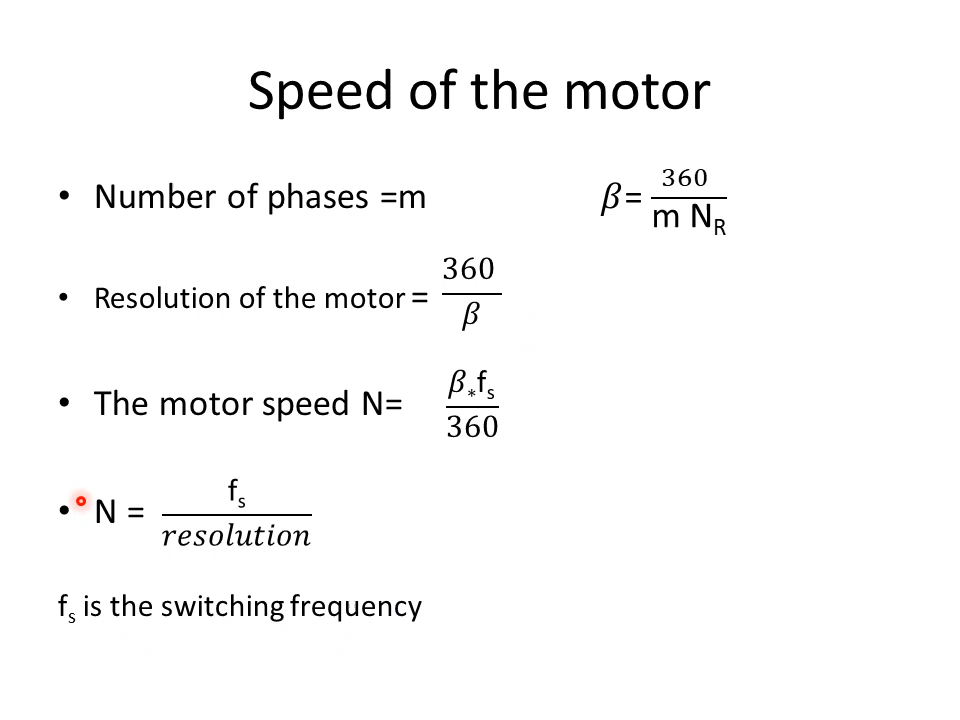 Speed of the motor
• Number of phases =m 𝛽= 360 / m N_R
• Resolution of the motor = 360 / 𝛽
• The motor speed N= 𝛽*f_s / 360
• N = f_s / 𝑟𝑒𝑠𝑜𝑙𝑢𝑡𝑖𝑜𝑛
f_s is the switching frequency